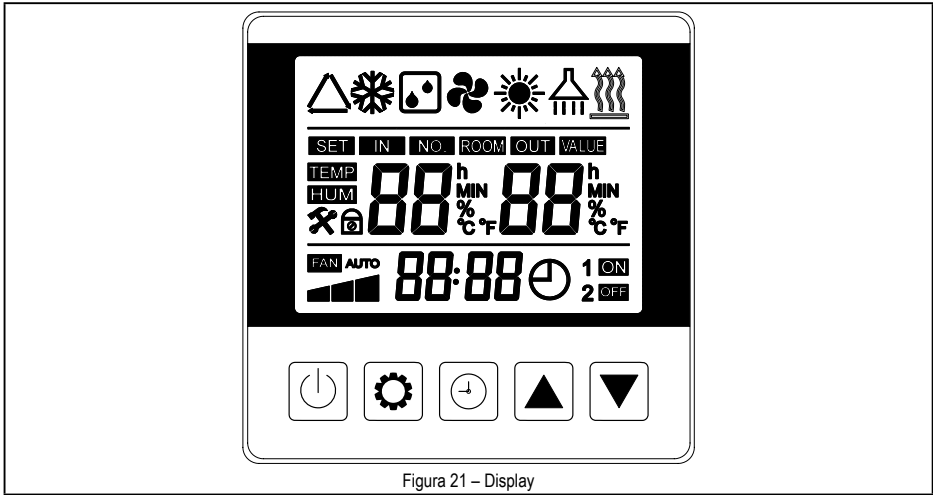 SET IN NO. ROOM OUT VALUE
TEMP
HUM
88 h MIN % °C °F 88 h MIN % °C °F
FAN AUTO 88:88 1 ON
2 OFF
Figura 21 – Display